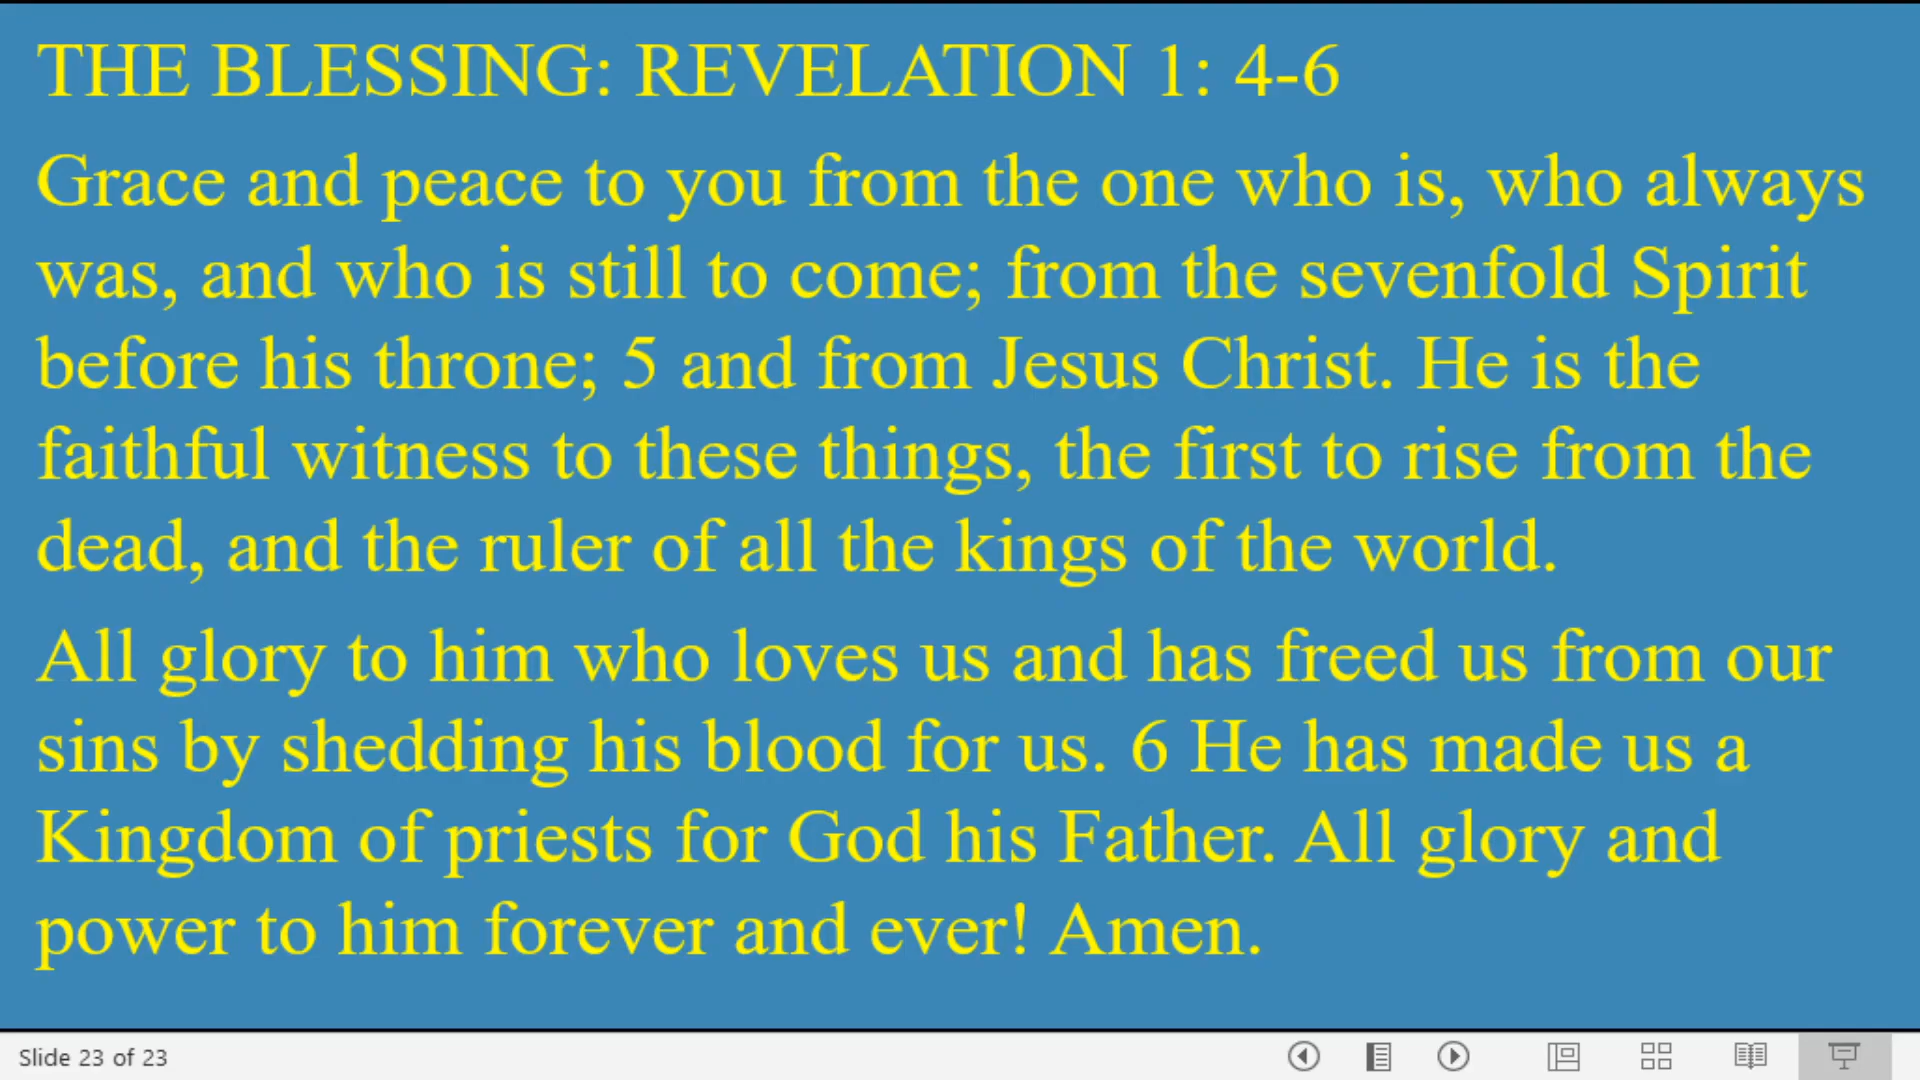 THE BLESSING: REVELATION 1: 4-6
Grace and peace to you from the one who is, who always
was, and who is still to come; from the sevenfold Spirit
before his throne; 5 and from Jesus Christ. He is the
faithful witness to these things, the first to rise from the
dead, and the ruler of all the kings of the world.
All glory to him who loves us and has freed us from our
sins by shedding his blood for us. 6 He has made us a
Kingdom of priests for God his Father. All glory and
power to him forever and ever! Amen.
Slide 23 of 23